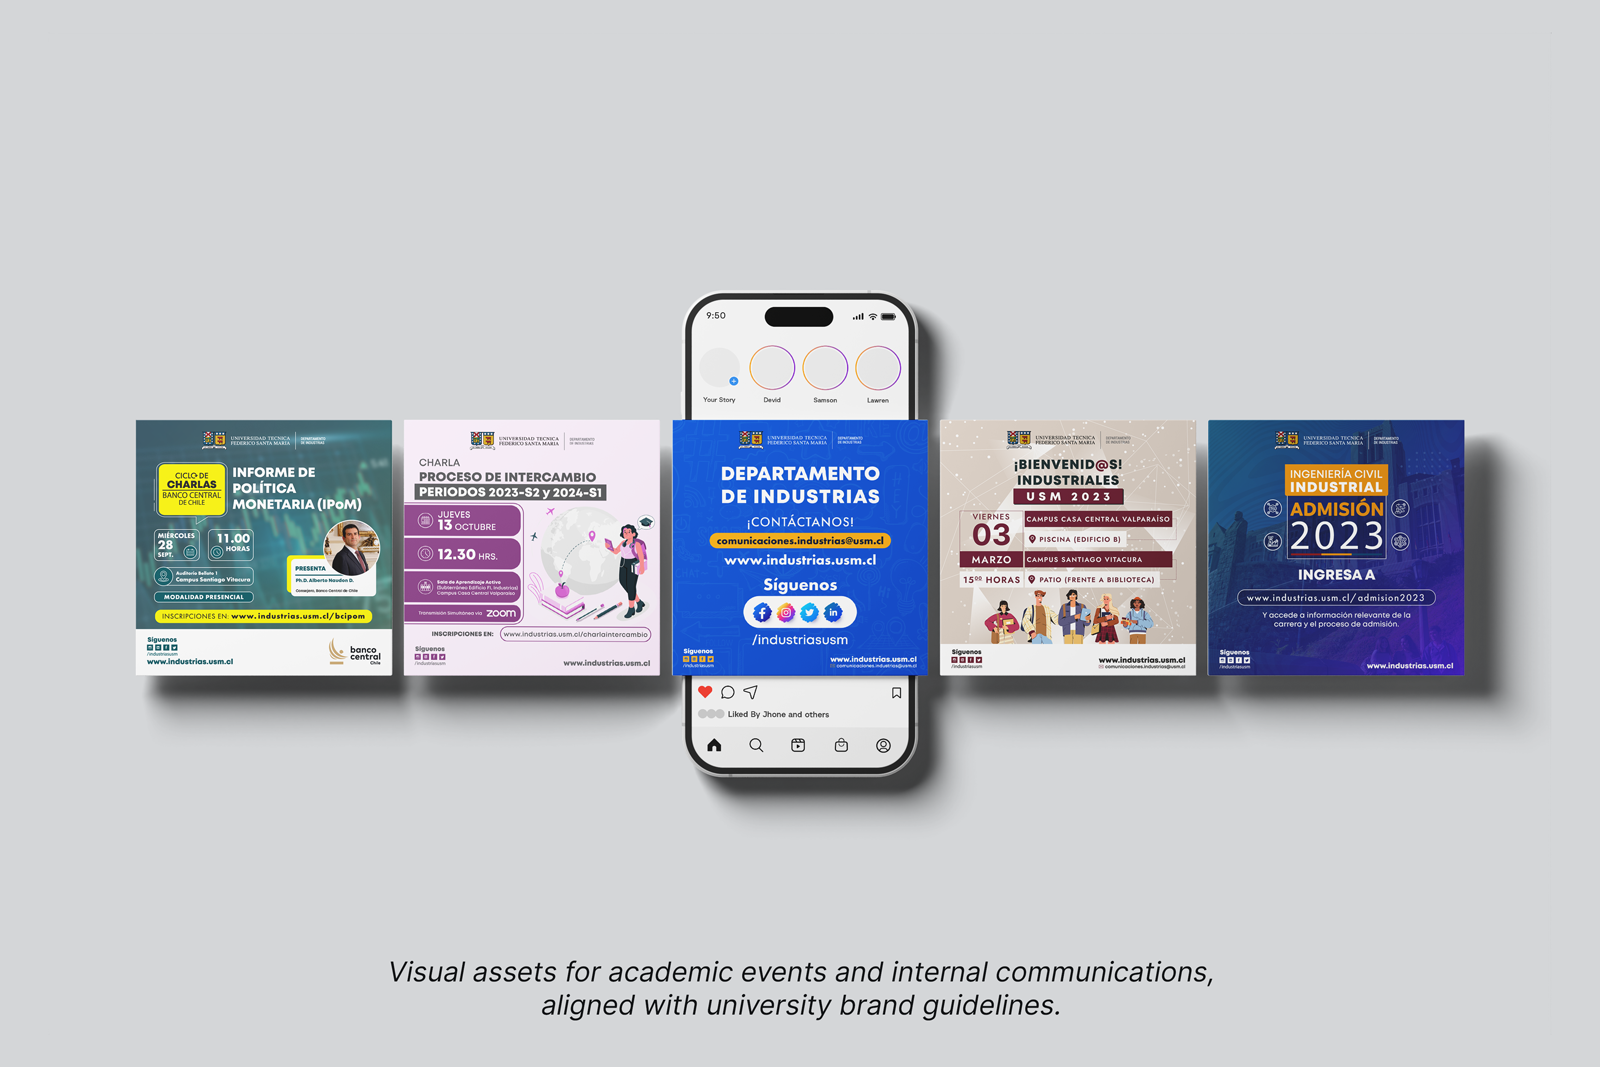 9:50
Your Story
Devid
Samson
Lawren
UNIVERSIDAD TECNICA
FEDERICO SANTA MARIA
DEPARTAMENTO
DE INDUSTRIAS
CICLO DE
CHARLAS
BANCO CENTRAL
DE CHILE
INFORME DE
POLÍTICA
MONETARIA (IPoM)
MIÉRCOLES
28
SEPT.
11.00
HORAS
Auditorio Bellato 1
Campus Santiago Vitacura
MODALIDAD PRESENCIAL
PRESENTA
Ph.D. Alberto Naudon D.
Consejero, Banco Central de Chile
INSCRIPCIONES EN: www.industrias.usm.cl/bcipom
Síguenos
/industriasusm
www.industrias.usm.cl
banco
central
Chile
UNIVERSIDAD TECNICA
FEDERICO SANTA MARIA
DEPARTAMENTO
DE INDUSTRIAS
CHARLA
PROCESO DE INTERCAMBIO
PERIODOS 2023-S2 y 2024-S1
JUEVES
13 OCTUBRE
12.30 HRS.
Sala de Aprendizaje Activo
(Subterráneo Edificio F1, Industrias)
Campus Casa Central Valparaíso
Transmisión Simultánea vía zoom
INSCRIPCIONES EN: www.industrias.usm.cl/charlaintercambio
Síguenos
/industriasusm
www.industrias.usm.cl
UNIVERSIDAD TECNICA
FEDERICO SANTA MARIA
DEPARTAMENTO
DE INDUSTRIAS
DEPARTAMENTO
DE INDUSTRIAS
¡CONTÁCTANOS!
comunicaciones.industrias@usm.cl
www.industrias.usm.cl
Síguenos
/industriasusm
Síguenos
/industriasusm
www.industrias.usm.cl
comunicaciones.industrias@usm.cl
UNIVERSIDAD TECNICA
FEDERICO SANTA MARIA
DEPARTAMENTO
DE INDUSTRIAS
¡BIENVENID@S!
INDUSTRIALES
USM 2023
VIERNES
03
MARZO
15⁰⁰ HORAS
CAMPUS CASA CENTRAL VALPARAÍSO
PISCINA (EDIFICIO B)
CAMPUS SANTIAGO VITACURA
PATIO (FRENTE A BIBLIOTECA)
Síguenos
/industriasusm
www.industrias.usm.cl
comunicaciones.industrias@usm.cl
UNIVERSIDAD TECNICA
FEDERICO SANTA MARIA
DEPARTAMENTO
DE INDUSTRIAS
INGENIERÍA CIVIL
INDUSTRIAL
ADMISIÓN
2023
INGRESA A
www.industrias.usm.cl/admision2023
Y accede a información relevante de la
carrera y el proceso de admisión.
Síguenos
/industriasusm
www.industrias.usm.cl
Liked By Jhone and others
Visual assets for academic events and internal communications,
aligned with university brand guidelines.